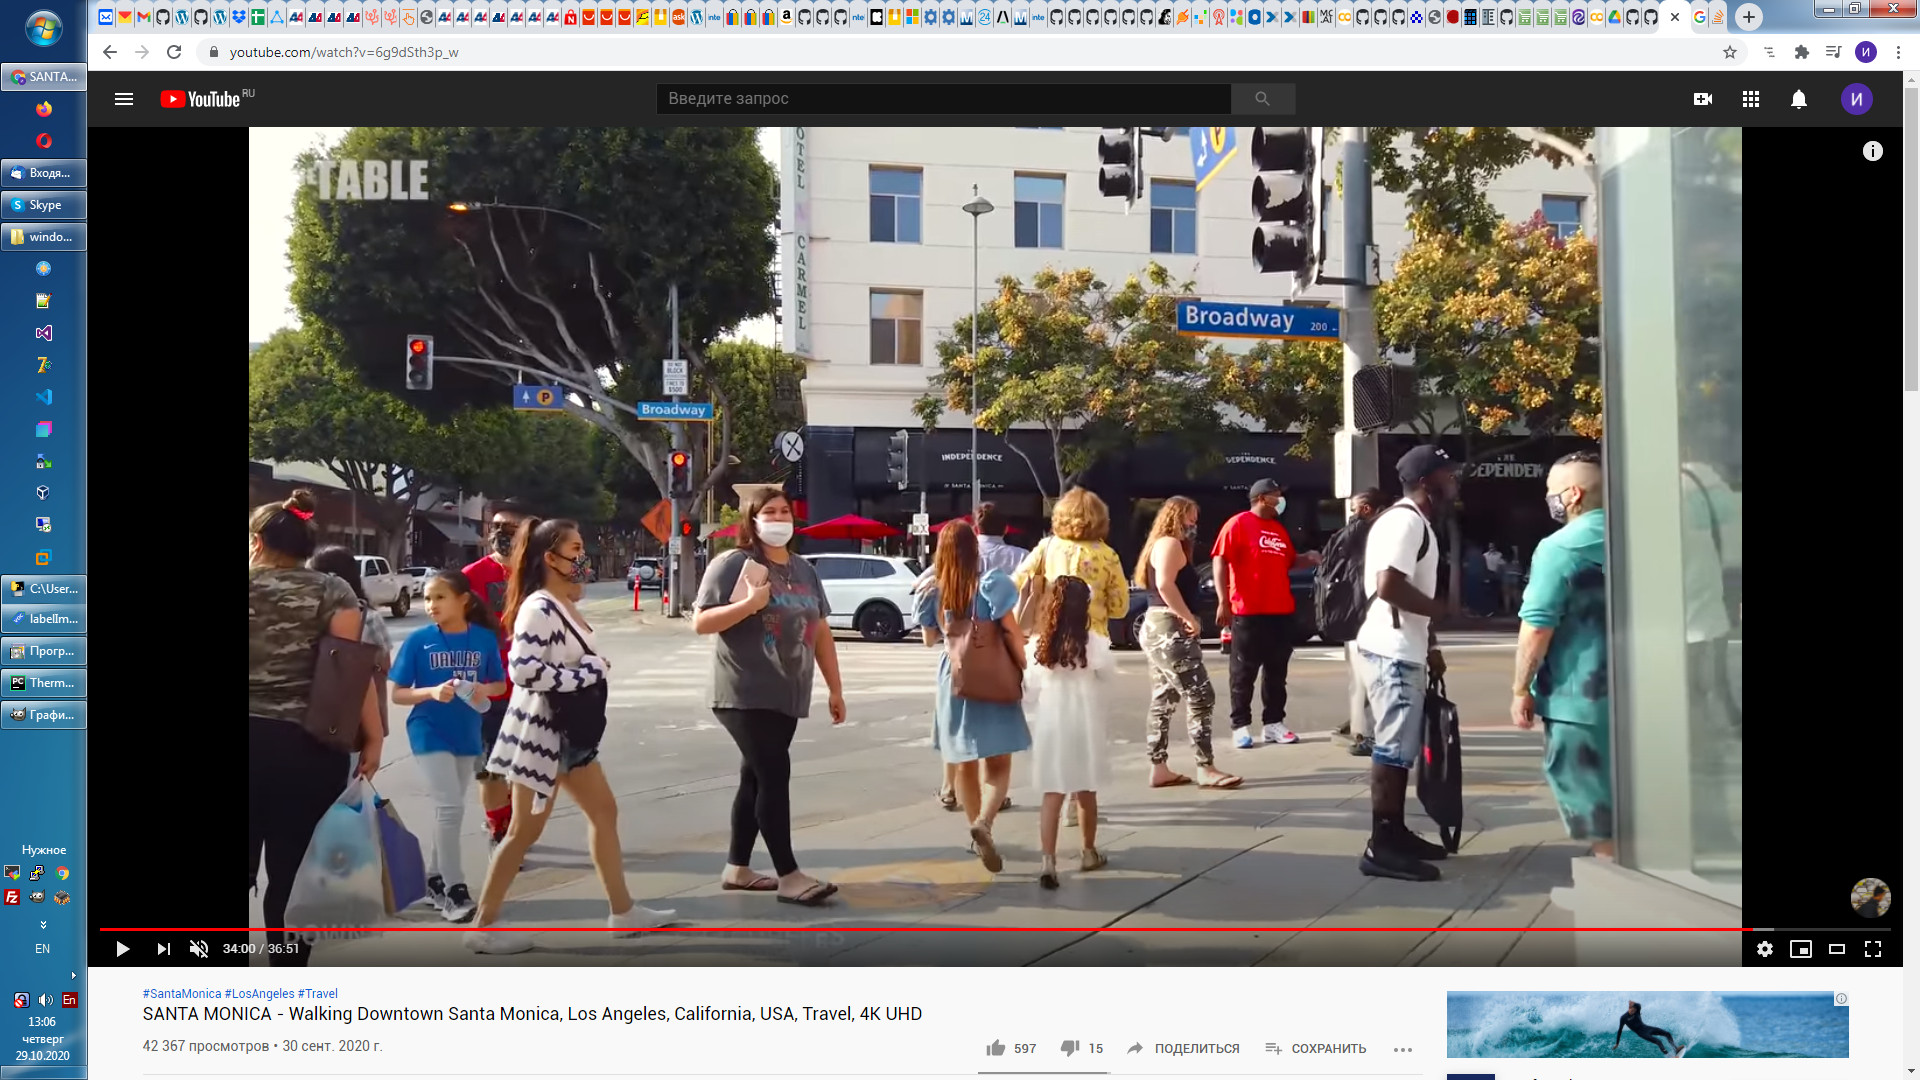 SANTA...
youtube.com/watch?v=6g9dSth3p_w
YouTube RU
Введите запрос
И
Входя...
Skype
windo...
C:\User...
labelIm...
Прогр...
Therm...
Графи...
Нужное
EN
En
13:06
четверг
29.10.2020
TABLE
HOTEL CARMEL
Broadway 200
P
Broadway
INDEPENDENCE
DALLAS
California
34:00 / 36:51
#SantaMonica #LosAngeles #Travel
SANTA MONICA - Walking Downtown Santa Monica, Los Angeles, California, USA, Travel, 4K UHD
42 367 просмотров • 30 сент. 2020 г.
597
15
ПОДЕЛИТЬСЯ
СОХРАНИТЬ